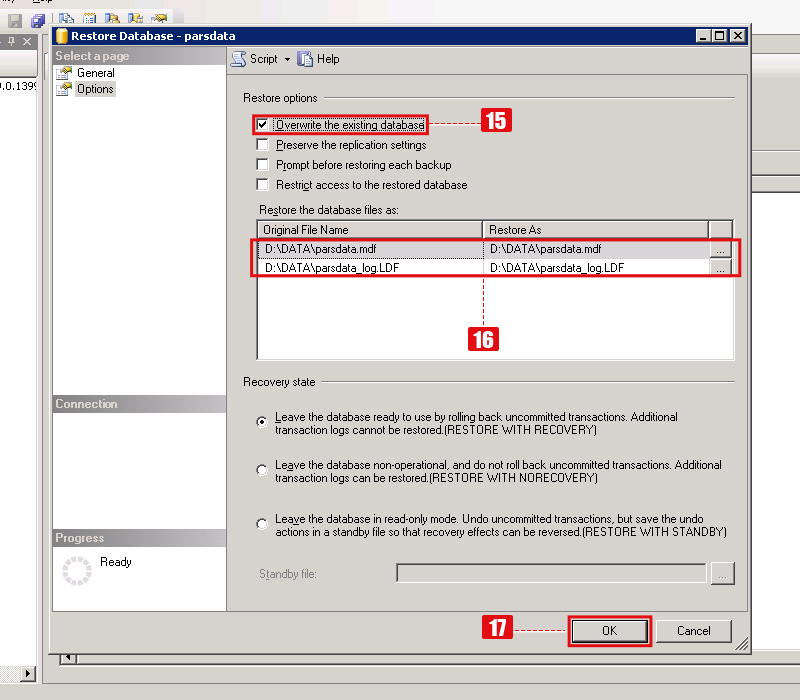 Help
Restore Database - parsdata
Select a page
General
Options
9.0.1399
Script
Help
Restore options
Overwrite the existing database
15
Preserve the replication settings
Prompt before restoring each backup
Restrict access to the restored database
Restore the database files as:
Original File Name Restore As
D:\DATA\parsdata.mdf D:\DATA\parsdata.mdf ...
D:\DATA\parsdata_log.LDF D:\DATA\parsdata_log.LDF ...
16
Connection
Recovery state
Leave the database ready to use by rolling back uncommitted transactions. Additional
transaction logs cannot be restored.(RESTORE WITH RECOVERY)
Leave the database non-operational, and do not roll back uncommitted transactions. Additional
transaction logs can be restored.(RESTORE WITH NORECOVERY)
Leave the database in read-only mode. Undo uncommitted transactions, but save the undo
actions in a standby file so that recovery effects can be reversed.(RESTORE WITH STANDBY)
Progress
Ready
Standby file:
...
17
OK
Cancel